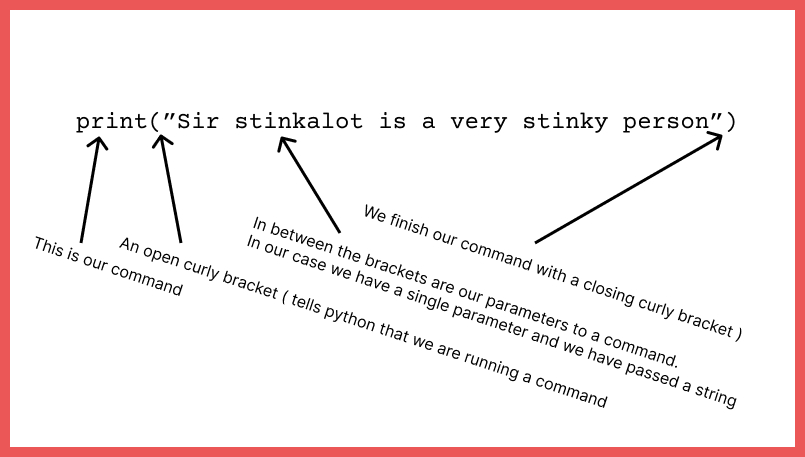 print(”Sir stinkalot is a very stinky person”)
This is our command
An open curly bracket ( tells python that we are running a command
In between the brackets are our parameters to a command.
In our case we have a single parameter and we have passed a string
We finish our command with a closing curly bracket )